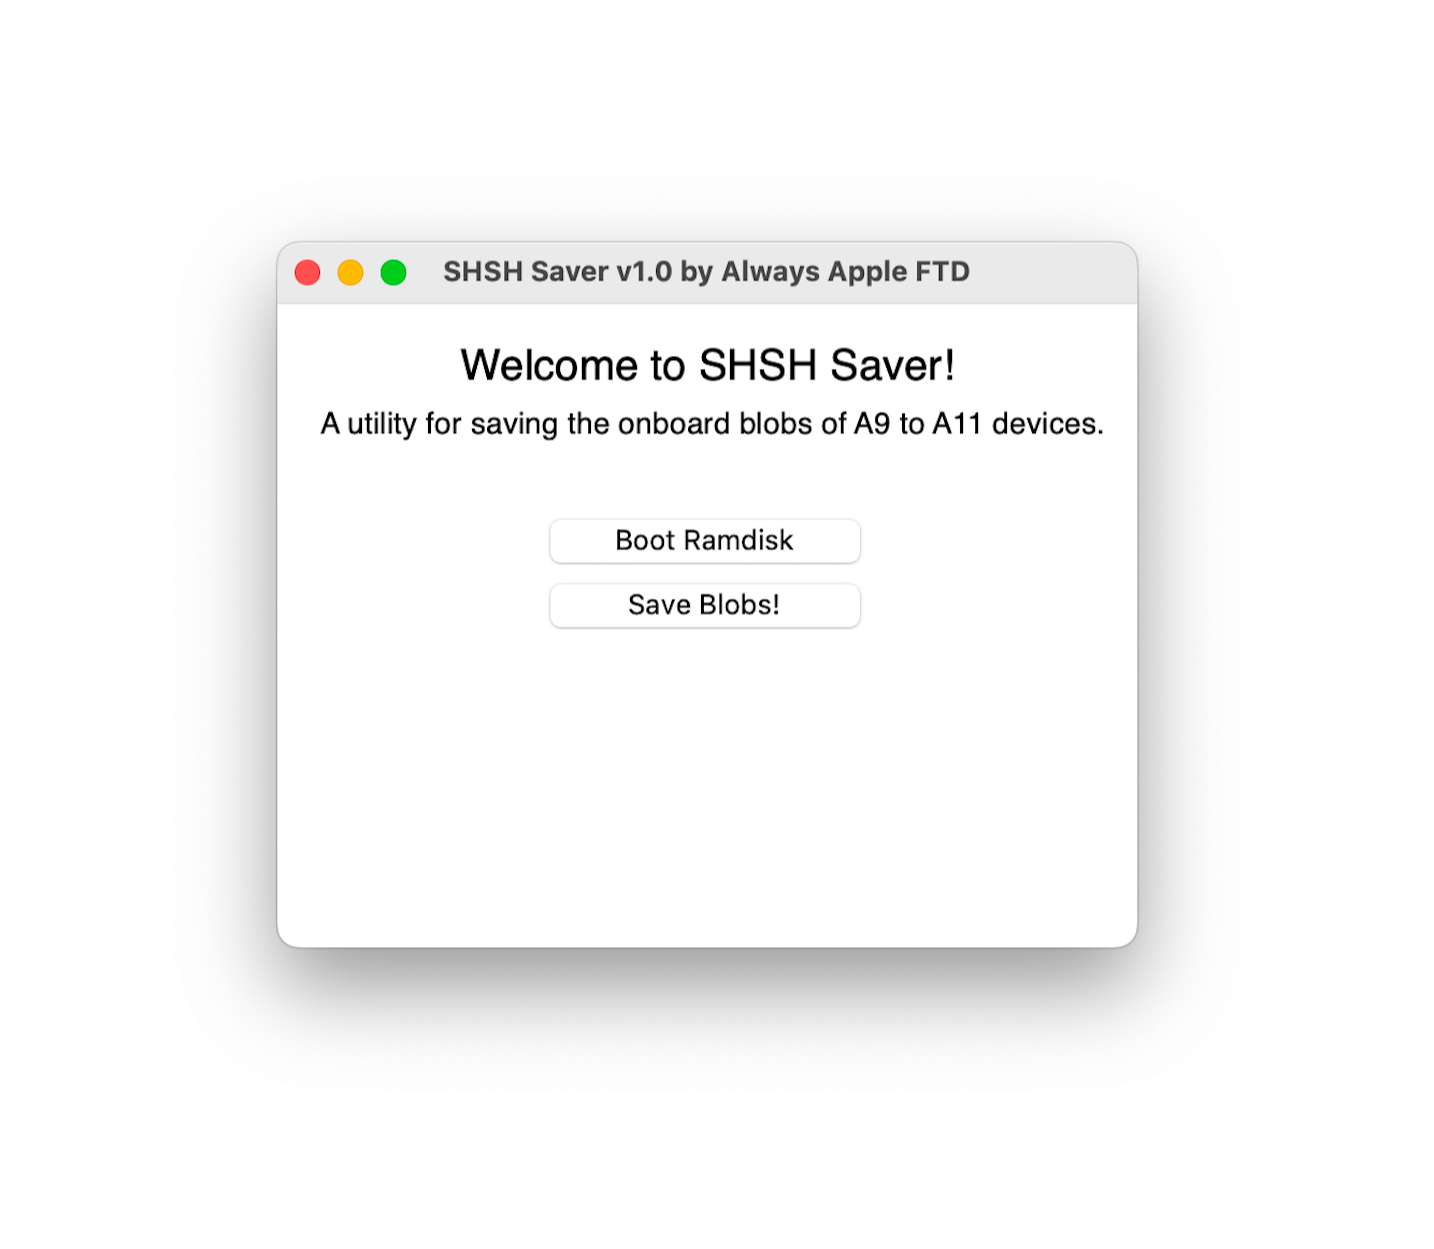 SHSH Saver v1.0 by Always Apple FTD
Welcome to SHSH Saver!
A utility for saving the onboard blobs of A9 to A11 devices.
Boot Ramdisk
Save Blobs!